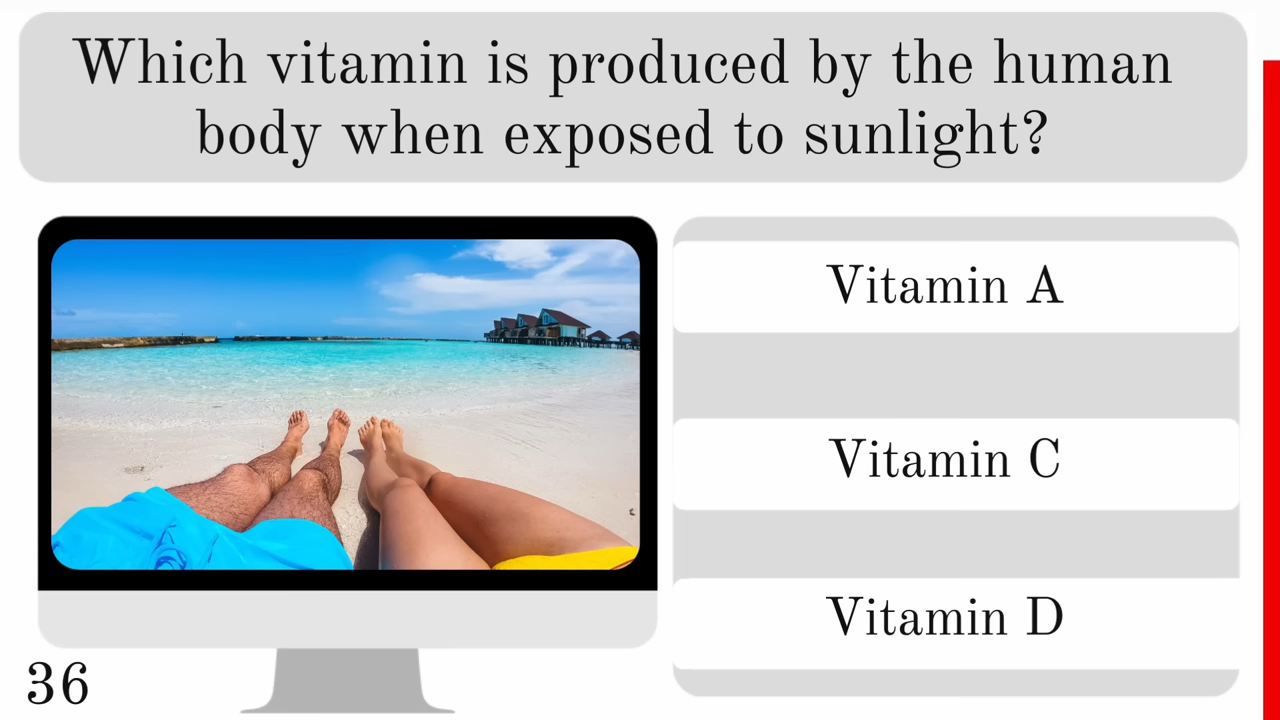 Which vitamin is produced by the human
body when exposed to sunlight?
Vitamin A
Vitamin C
Vitamin D
36